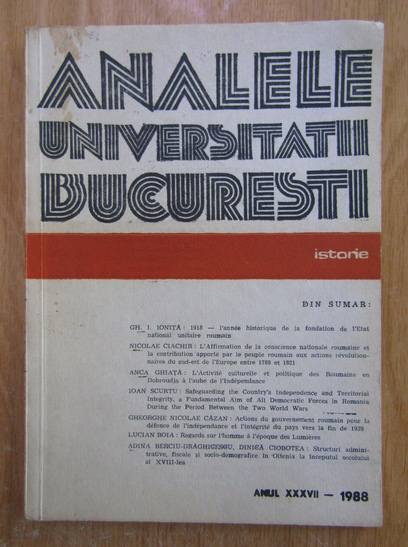 ANALELE
UNIVERSITATII
BUCURESTI
istorie
DIN SUMAR:
GH. I. IONIȚĂ: 1918 — l'année historique de la fondation de l'Etat
national unitaire roumain
NICOLAE CIACHIR: L'Affirmation de la conscience nationale roumaine et
la contribution apporté par le peuple roumain aux actions révolution-
naires du sud-est de l'Europe entre 1789 et 1821
ANCA GHIAȚĂ: L'Activité culturelle et politique des Roumains en
Dobroudja à l'aube de l'Indépendance
IOAN SCURTU: Safeguarding the Country's Independence and Territorial
Integrity, a Fundamental Aim of All Democratic Forces in Romania
During the Period Between the Two World Wars
GHEORGHE NICOLAE CĂZAN: Actions du gouvernement roumain pour la
défence de l'indépendance et l'intégrité du pays vers la fin de 1939
LUCIAN BOIA: Regards sur l'homme à l'époque des Lumières
ADINA BERCIU-DRĂGHICESCU, DINICĂ CIOBOTEA: Structuri adminis-
trative, fiscale și socio-demografice în Oltenia la începutul secolului
al XVIII-lea
ANUL XXXVII — 1988